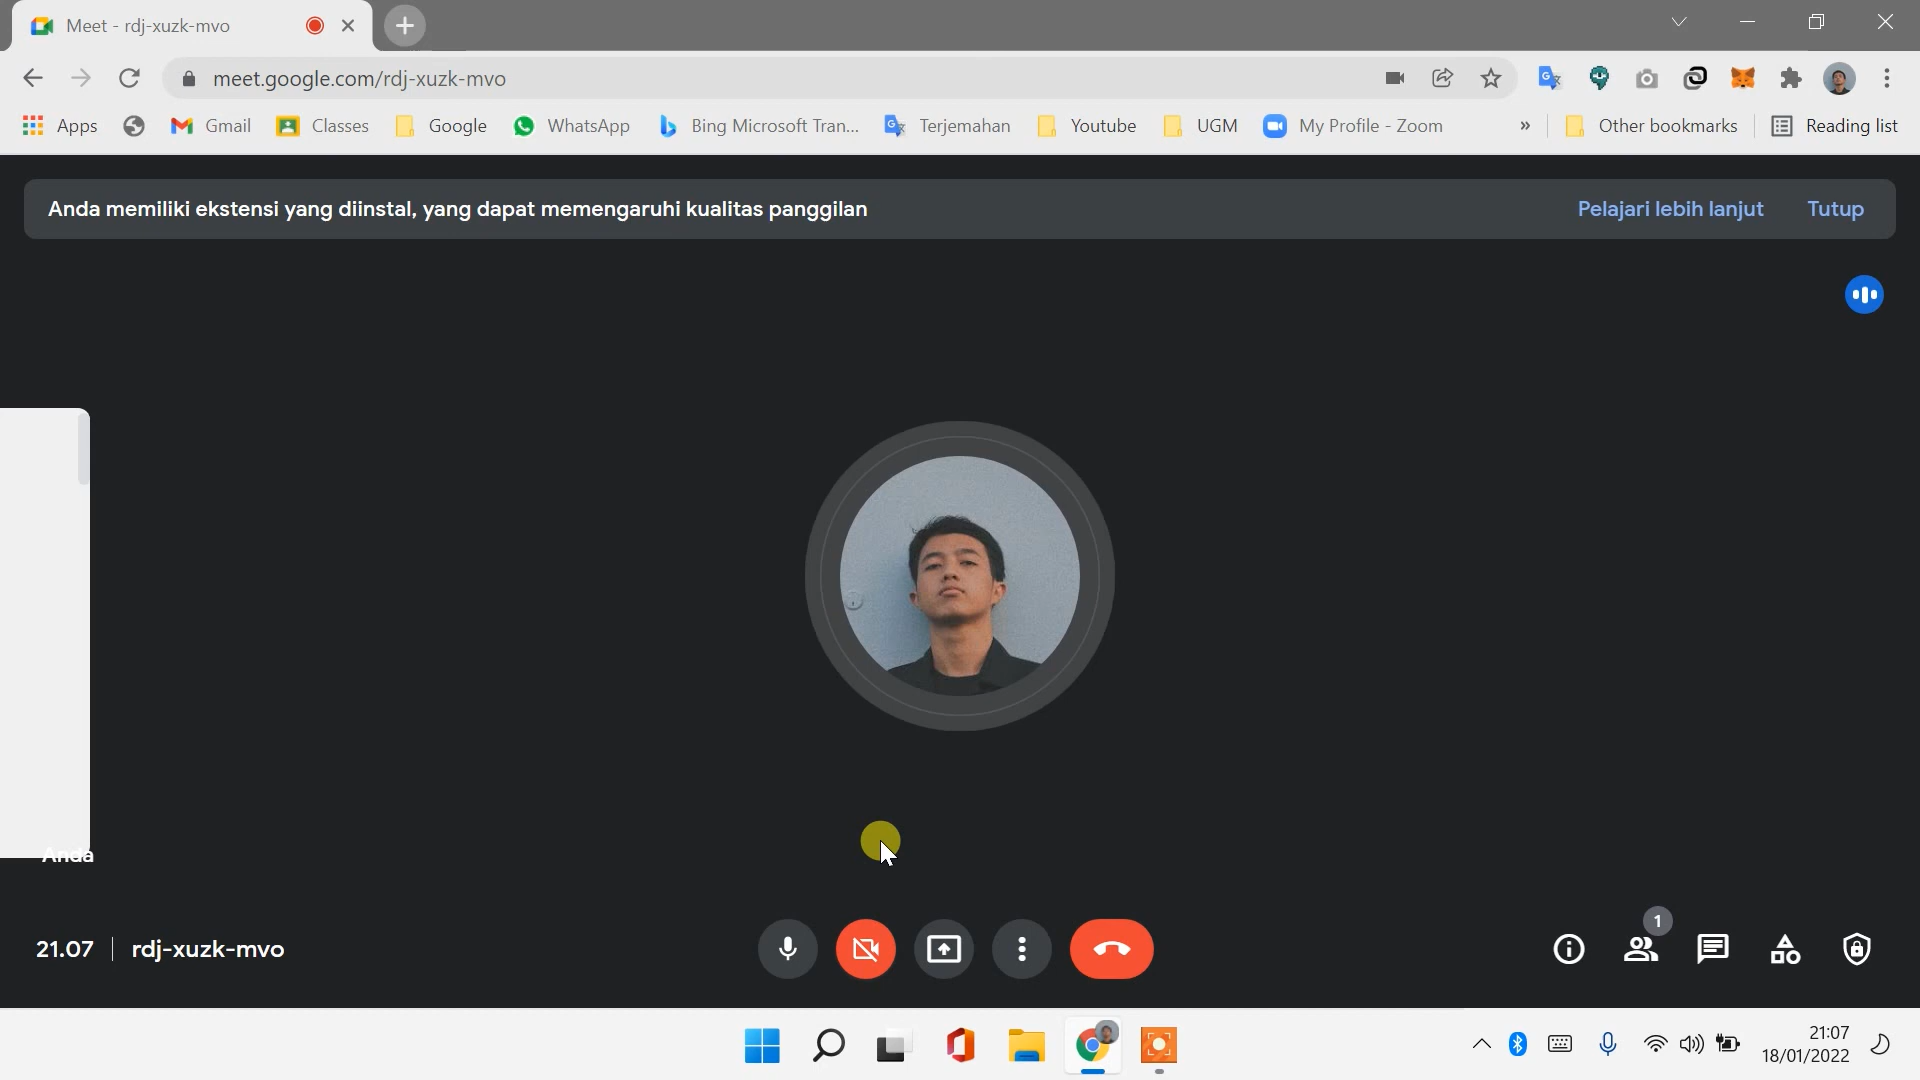 Meet - rdj-xuzk-mvo
meet.google.com/rdj-xuzk-mvo
Apps Gmail Classes Google WhatsApp Bing Microsoft Tran... Terjemahan Youtube UGM My Profile - Zoom » Other bookmarks Reading list
Anda memiliki ekstensi yang diinstal, yang dapat memengaruhi kualitas panggilan Pelajari lebih lanjut Tutup
Anda
1
21.07 rdj-xuzk-mvo
21:07
18/01/2022